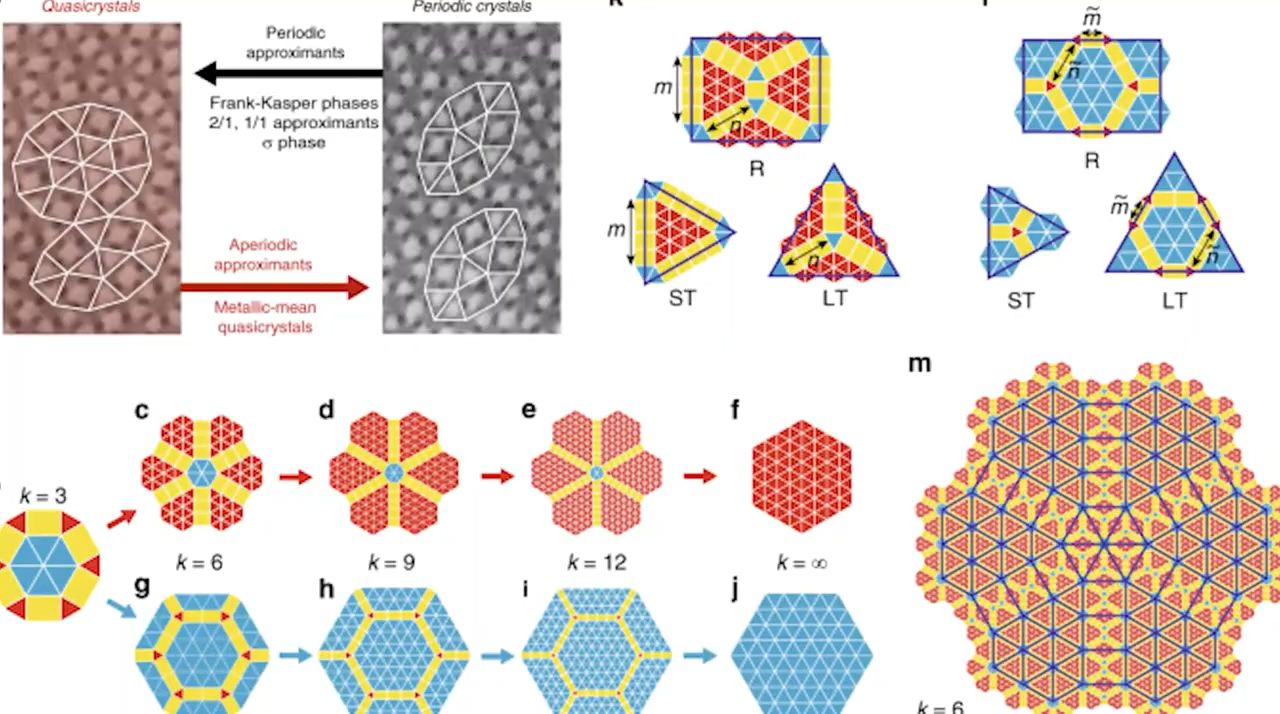 Quasicrystals
Periodic crystals
Periodic
approximants
Frank-Kasper phases
2/1, 1/1 approximants
σ phase
Aperiodic
approximants
Metallic-mean
quasicrystals
k
m
n
R
m
ST
n
LT
l
m̃
ñ
R
ST
m̃
ñ
LT
k = 3
c
k = 6
d
k = 9
e
k = 12
f
k = ∞
g
h
i
j
m
k = 6